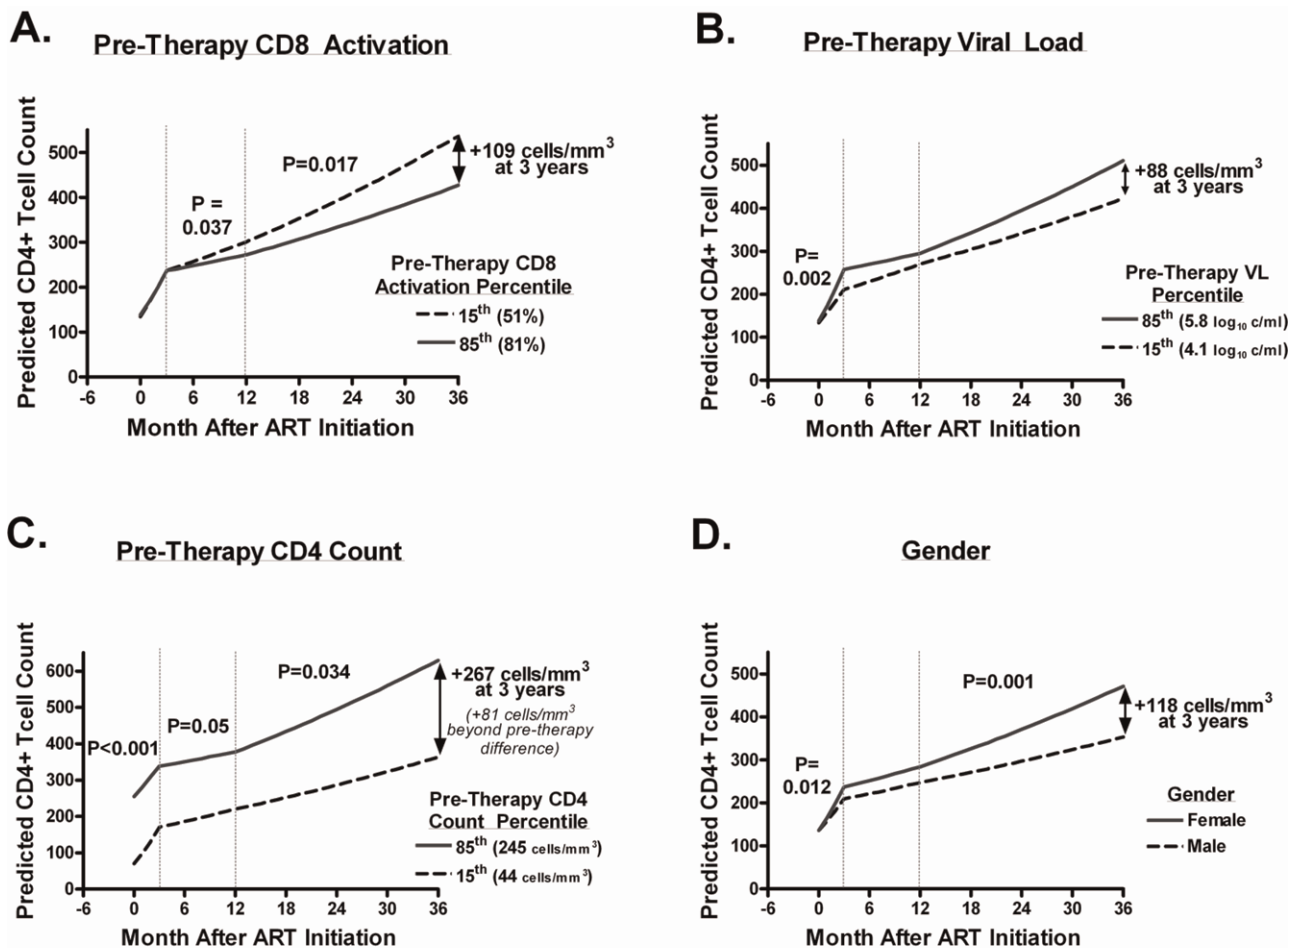 A.
Pre-Therapy CD8 Activation
Predicted CD4+ Tcell Count
500
400
300
200
100
0
-6
0
6
12
18
24
30
36
P =
0.037
P=0.017
+109 cells/mm³
at 3 years
Pre-Therapy CD8
Activation Percentile
15th (51%)
85th (81%)
Month After ART Initiation
B.
Pre-Therapy Viral Load
Predicted CD4+ Tcell Count
500
400
300
200
100
0
-6
0
6
12
18
24
30
36
P=
0.002
+88 cells/mm³
at 3 years
Pre-Therapy VL
Percentile
85th (5.8 log₁₀ c/ml)
15th (4.1 log₁₀ c/ml)
Month After ART Initiation
C.
Pre-Therapy CD4 Count
Predicted CD4+ Tcell Count
600
500
400
300
200
100
0
-6
0
6
12
18
24
30
36
P<0.001
P=0.05
P=0.034
+267 cells/mm³
at 3 years
(+81 cells/mm³
beyond pre-therapy
difference)
Pre-Therapy CD4
Count Percentile
85th (245 cells/mm³)
15th (44 cells/mm³)
Month After ART Initiation
D.
Gender
Predicted CD4+ Tcell Count
500
400
300
200
100
0
-6
0
6
12
18
24
30
36
P=
0.012
P=0.001
+118 cells/mm³
at 3 years
Gender
Female
Male
Month After ART Initiation